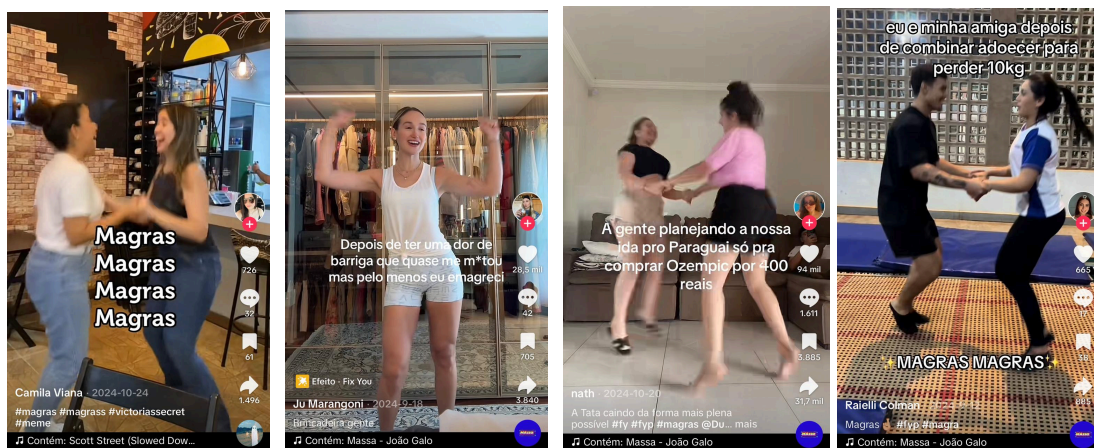 Magras
Magras
Magras
Magras
726
32
61
1.496
Camila Viana · 2024-10-24
#magras #magrass #victoriassecret
#meme
Contém: Scott Street (Slowed Dow...
Depois de ter uma dor de
barriga que quase me m*tou
mas pelo menos eu emagreci
28,5 mil
42
705
3.840
Efeito · Fix You
Ju Marangoni · 2024-9-18
Brincadeira gente
Contém: Massa - João Galo
A gente planejando a nossa
ida pro Paraguai só pra
comprar Ozempic por 400
reais
94 mil
1.611
3.885
31,7 mil
nath · 2024-10-20
A Tata caindo da forma mais plena
possível #fy #fyp #magras @Du... mais
Contém: Massa - João Galo
eu e minha amiga depois
de combinar adoecer para
perder 10kg
665
38
885
✨MAGRAS MAGRAS✨
Raielli Colman
Magras #fyp #magra
Contém: Massa - João Galo